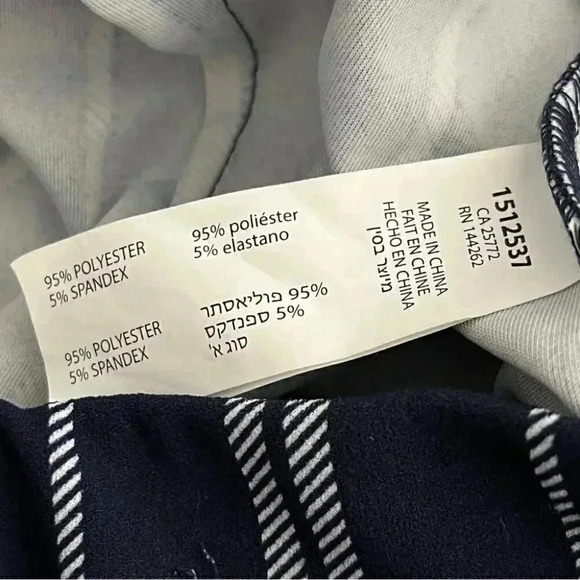 95% POLYESTER
5% SPANDEX
95% poliéster
5% elastano
95% POLYESTER
5% SPANDEX
95% פוליאסתר
5% ספנדקס
סוג א'
MADE IN CHINA
FAIT EN CHINE
HECHO EN CHINA
מיוצר בסין
1512537
CA 25772
RN 144262